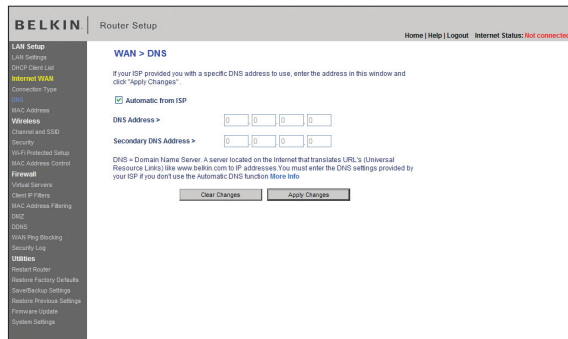 BELKIN.
Router Setup
Home | Help | Logout Internet Status: Not connected
LAN Setup
LAN Settings
DHCP Client List
Internet WAN
Connection Type
DNS
MAC Address
Wireless
Channel and SSID
Security
Wi-Fi Protected Setup
MAC Address Control
Firewall
Virtual Servers
Client IP Filters
MAC Address Filtering
DMZ
DDNS
WAN Ping Blocking
Security Log
Utilities
Restart Router
Restore Factory Defaults
Save/Backup Settings
Restore Previous Settings
Firmware Update
System Settings
WAN > DNS
If your ISP provided you with a specific DNS address to use, enter the address in this window and
click "Apply Changes".
Automatic from ISP
DNS Address > 0 . 0 . 0 . 0
Secondary DNS Address > 0 . 0 . 0 . 0
DNS = Domain Name Server. A server located on the Internet that translates URL's (Universal
Resource Links) like www.belkin.com to IP addresses.You must enter the DNS settings provided by
your ISP if you don't use the Automatic DNS function More Info
Clear Changes Apply Changes